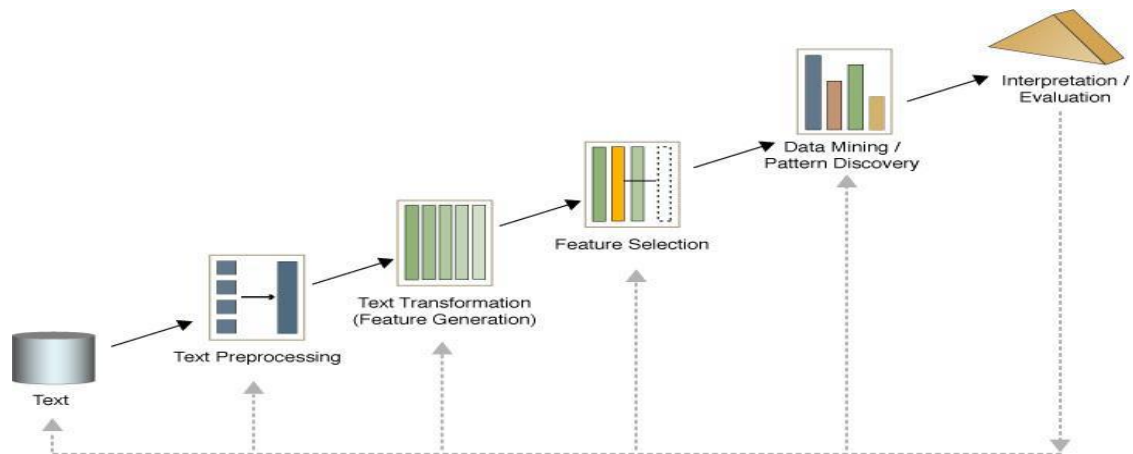 Interpretation /
Evaluation
Data Mining /
Pattern Discovery
Feature Selection
Text Transformation
(Feature Generation)
Text Preprocessing
Text